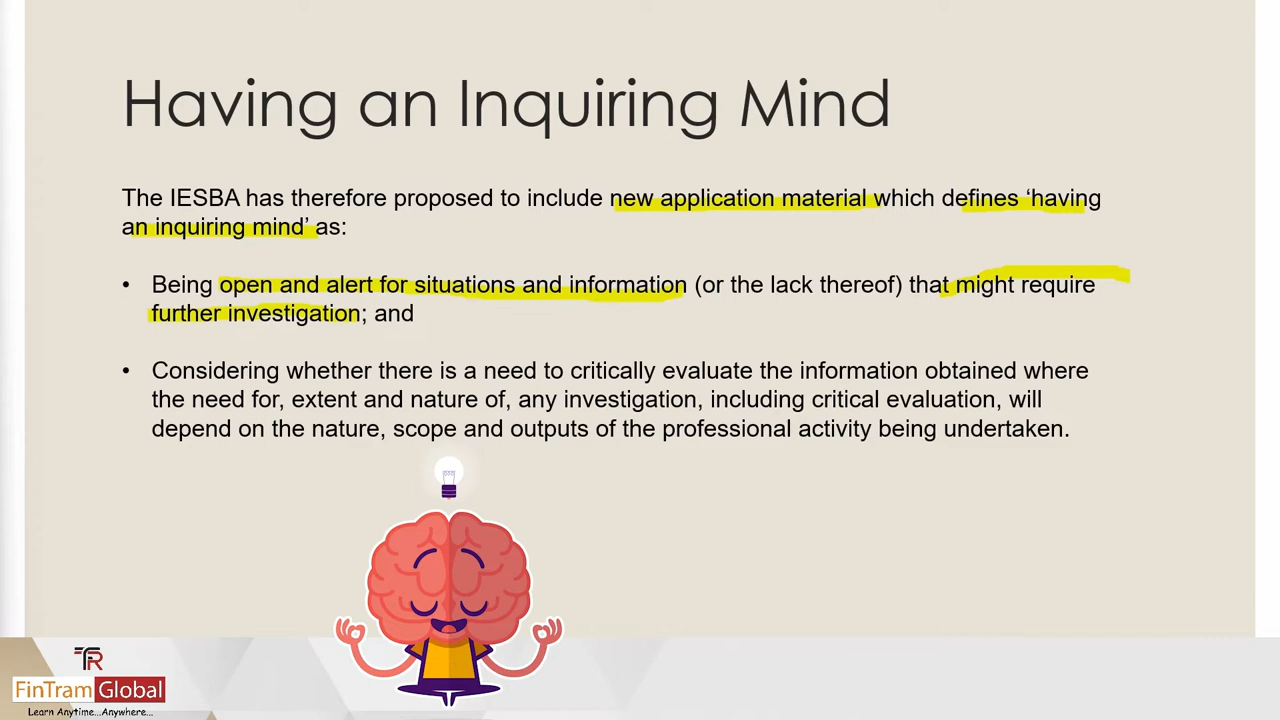 Having an Inquiring Mind
The IESBA has therefore proposed to include new application material which defines ‘having
an inquiring mind’ as:
• Being open and alert for situations and information (or the lack thereof) that might require
further investigation; and
• Considering whether there is a need to critically evaluate the information obtained where
the need for, extent and nature of, any investigation, including critical evaluation, will
depend on the nature, scope and outputs of the professional activity being undertaken.
TR
FinTram Global
Learn Anytime...Anywhere...